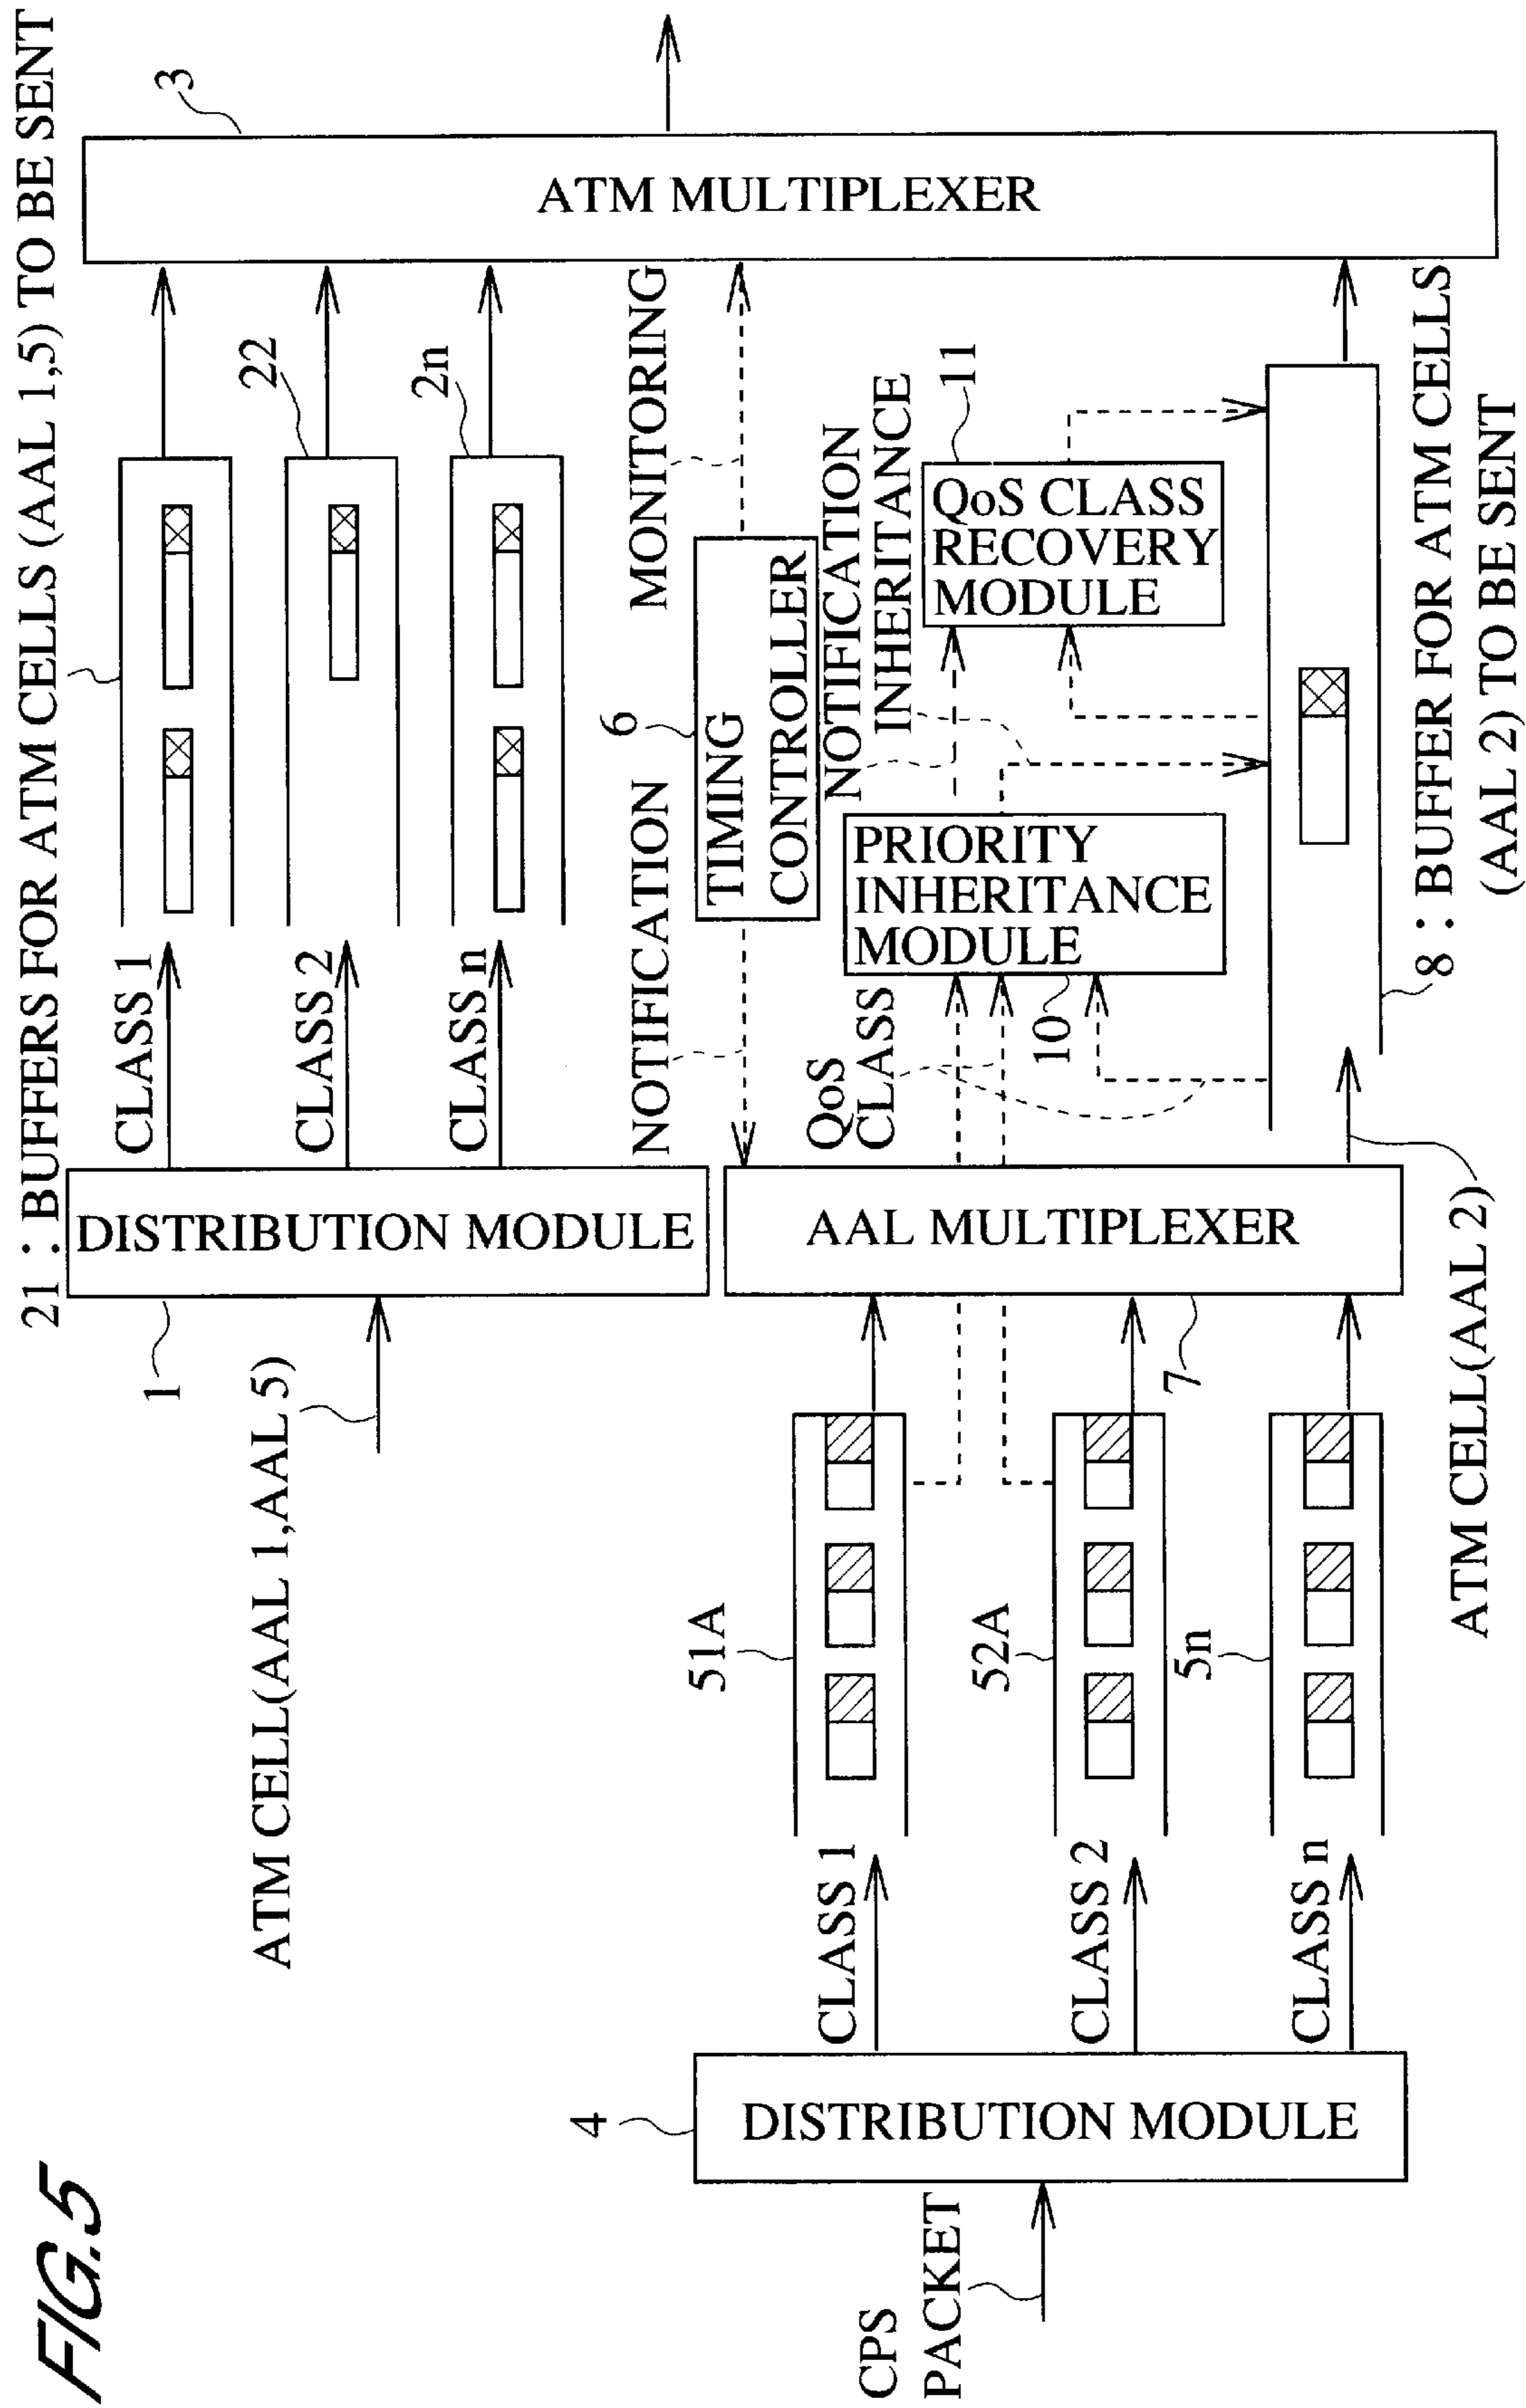 FIG.5
21 : BUFFERS FOR ATM CELLS (AAL 1,5) TO BE SENT
3
ATM MULTIPLEXER
CLASS 1
CLASS 2
22
CLASS n
2n
DISTRIBUTION MODULE
1
ATM CELL(AAL 1,AAL 5)
NOTIFICATION
6
TIMING
CONTROLLER
MONITORING
NOTIFICATION
INHERITANCE
11
QoS CLASS
RECOVERY
MODULE
PRIORITY
INHERITANCE
MODULE
10
QoS
CLASS
AAL MULTIPLEXER
7
8 : BUFFER FOR ATM CELLS
(AAL 2) TO BE SENT
ATM CELL(AAL 2)
51A
52A
5n
CLASS 1
CLASS 2
CLASS n
4
DISTRIBUTION MODULE
CPS
PACKET